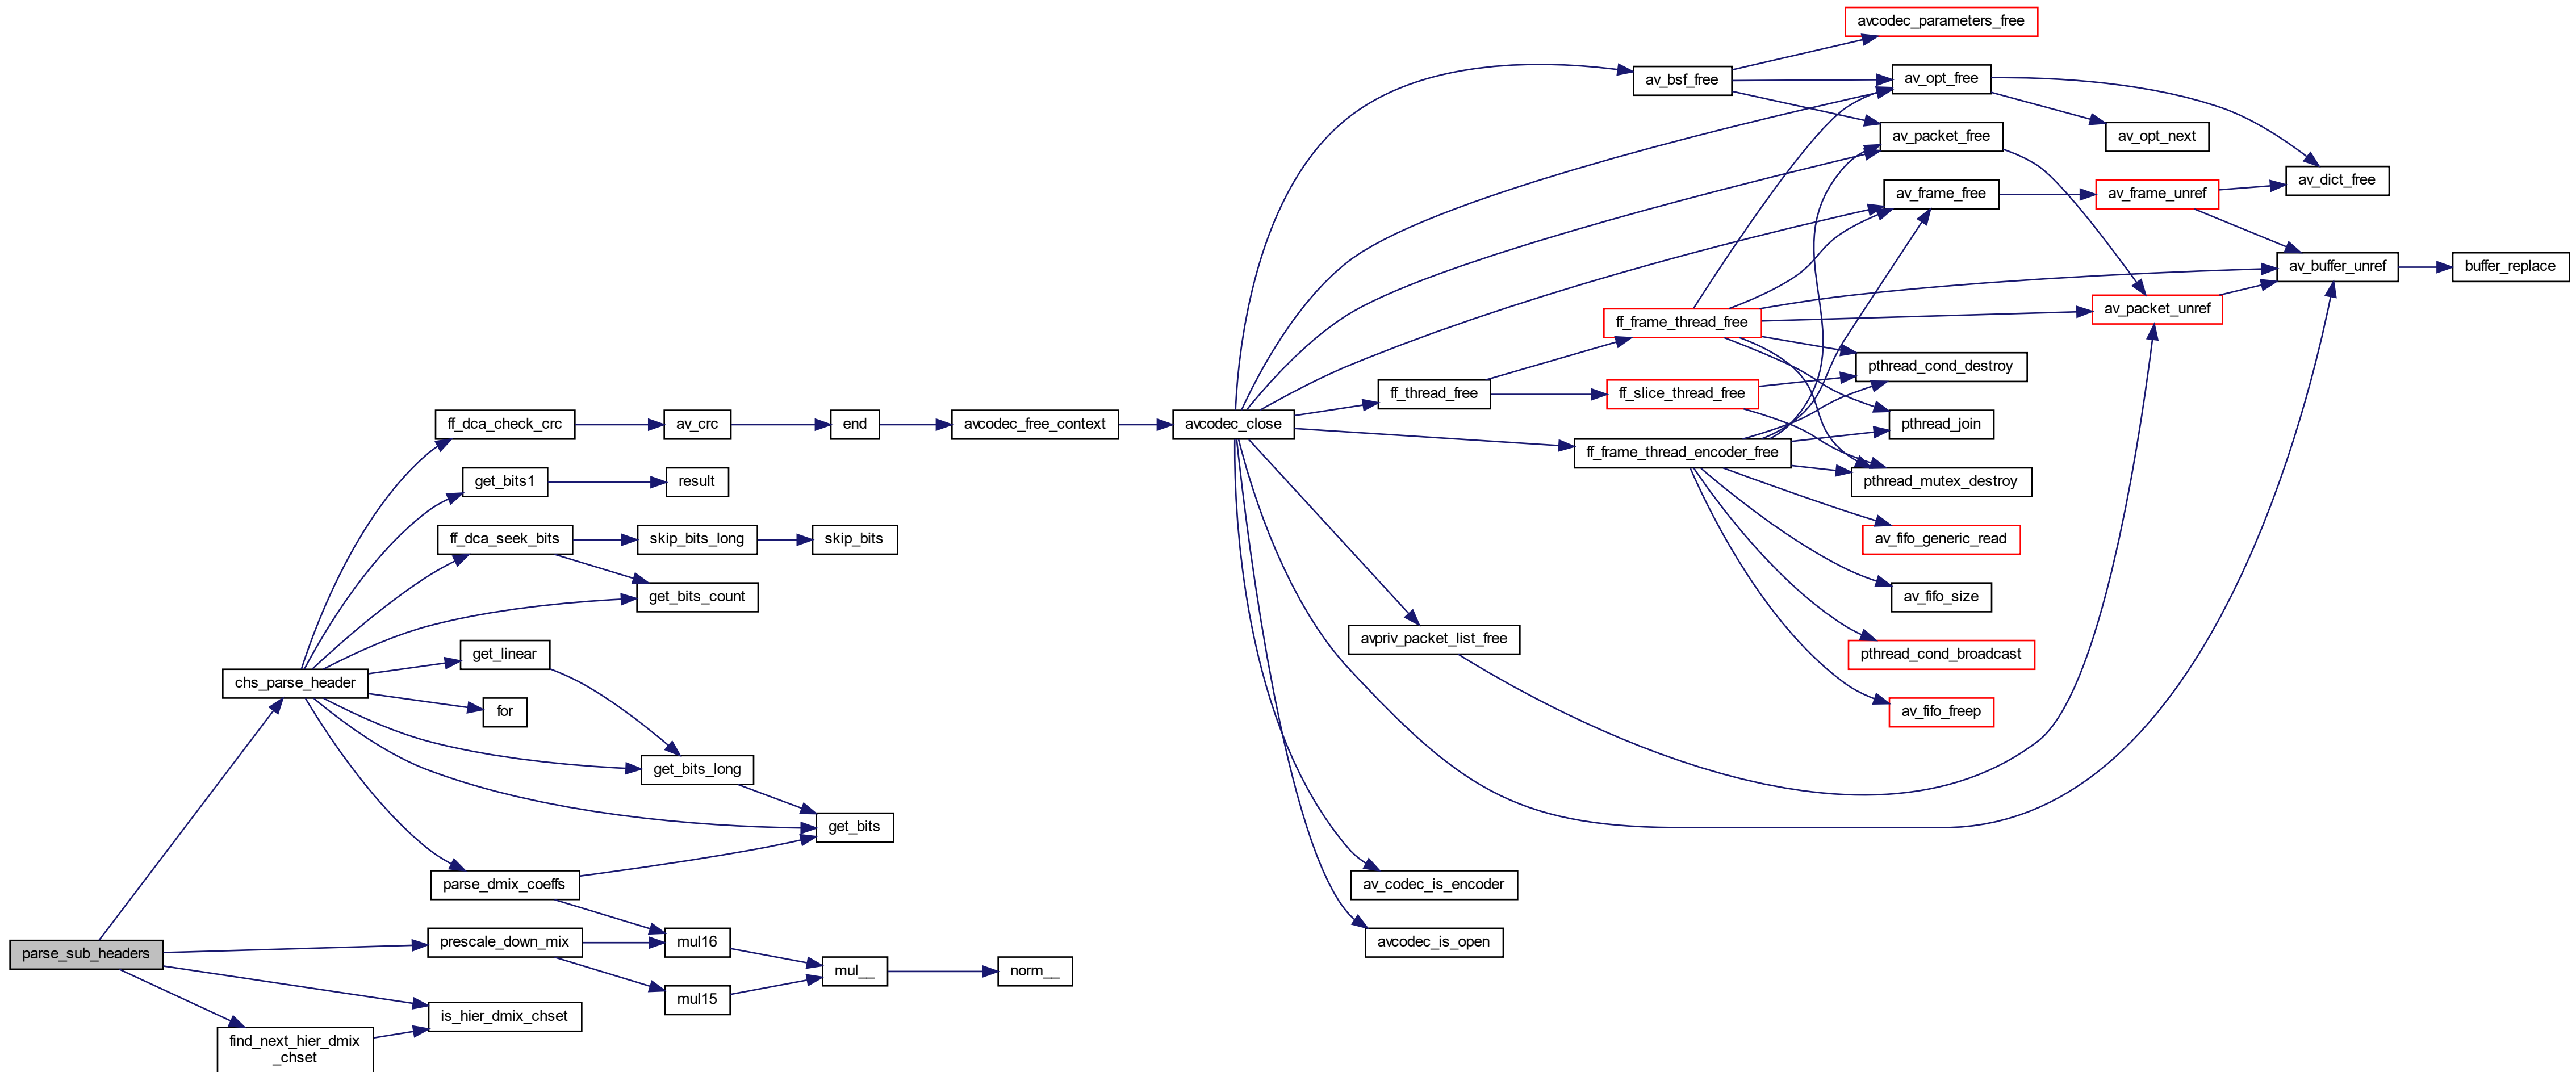 avcodec_parameters_free
av_bsf_free
av_opt_free
av_packet_free
av_opt_next
av_dict_free
av_frame_free
av_frame_unref
av_buffer_unref
buffer_replace
ff_frame_thread_free
av_packet_unref
pthread_cond_destroy
ff_thread_free
ff_slice_thread_free
ff_dca_check_crc
av_crc
end
avcodec_free_context
avcodec_close
pthread_join
ff_frame_thread_encoder_free
get_bits1
result
pthread_mutex_destroy
ff_dca_seek_bits
skip_bits_long
skip_bits
av_fifo_generic_read
get_bits_count
av_fifo_size
get_linear
avpriv_packet_list_free
pthread_cond_broadcast
chs_parse_header
for
av_fifo_freep
get_bits_long
get_bits
parse_dmix_coeffs
av_codec_is_encoder
parse_sub_headers
prescale_down_mix
mul16
avcodec_is_open
mul__
norm__
mul15
is_hier_dmix_chset
find_next_hier_dmix
_chset